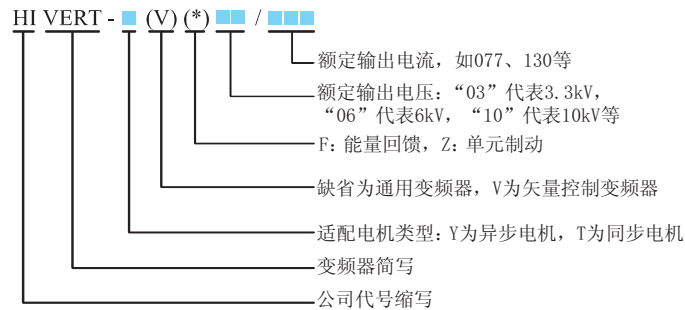 HI VERT - (V) (*) /
额定输出电流，如077、130等
额定输出电压：“03”代表3.3kV，
“06”代表6kV，“10”代表10kV等
F：能量回馈，Z：单元制动
缺省为通用变频器，V为矢量控制变频器
适配电机类型：Y为异步电机，T为同步电机
变频器简写
公司代号缩写